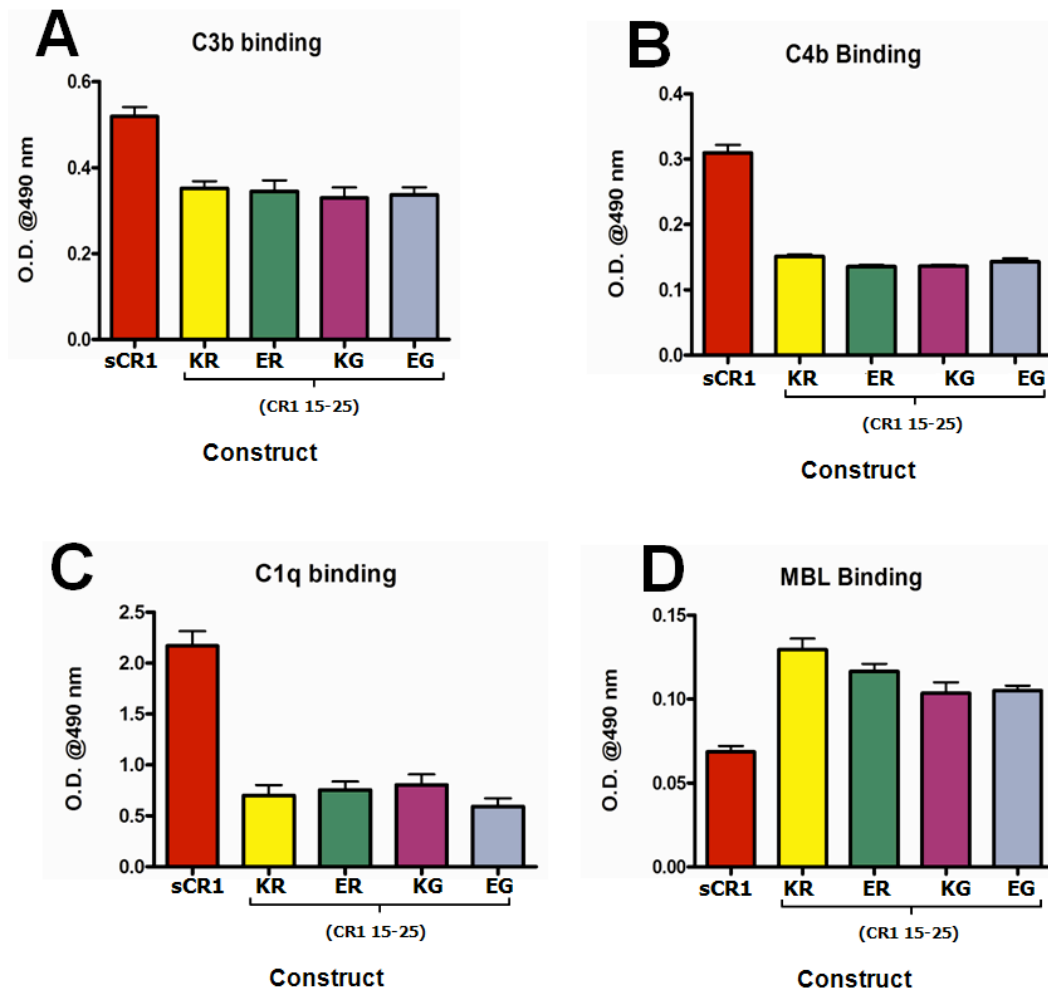 A
C3b binding
O.D. @490 nm
0.6
0.4
0.2
0.0
sCR1 KR ER KG EG
(CR1 15-25)
Construct
B
C4b Binding
O.D. @490 nm
0.4
0.3
0.2
0.1
0.0
sCR1 KR ER KG EG
(CR1 15-25)
Construct
C
C1q binding
O.D. @490 nm
2.5
2.0
1.5
1.0
0.5
0.0
sCR1 KR ER KG EG
(CR1 15-25)
Construct
D
MBL Binding
O.D. @490 nm
0.15
0.10
0.05
0.00
sCR1 KR ER KG EG
(CR1 15-25)
Construct